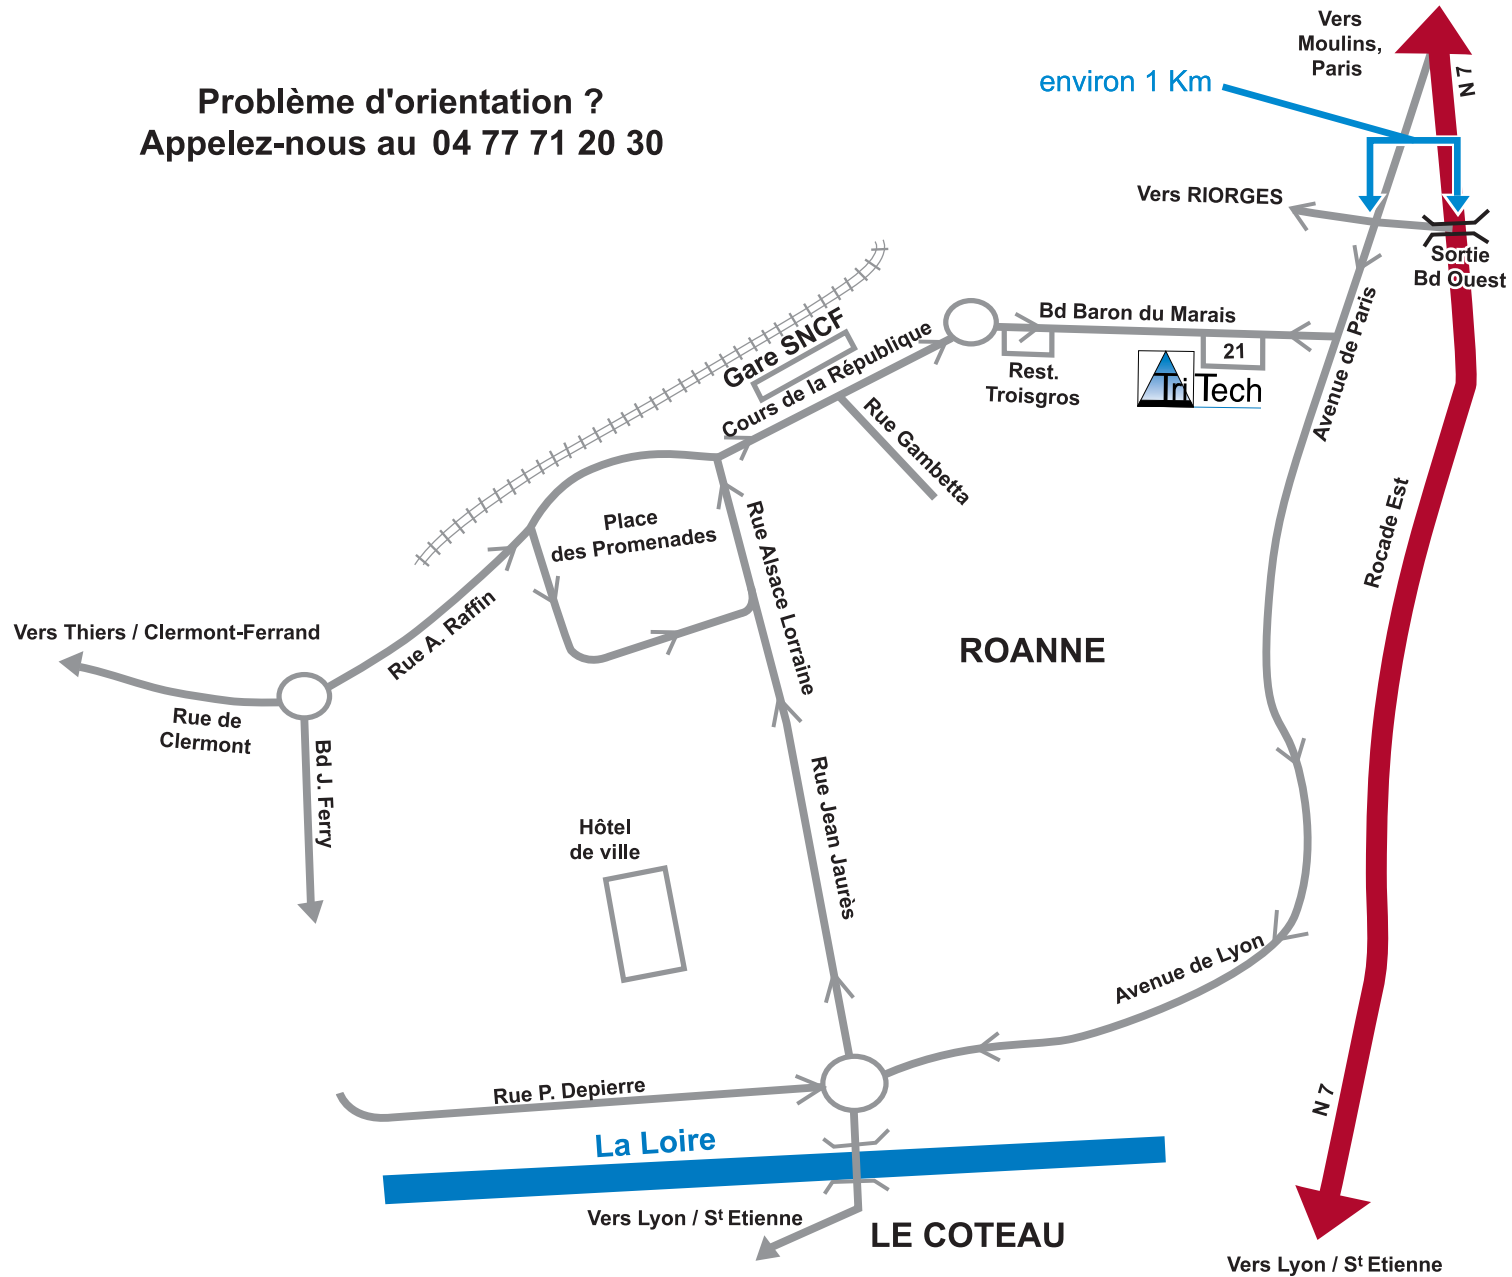 Problème d'orientation ?
Appelez-nous au 04 77 71 20 30
Vers
Moulins,
Paris
N 7
environ 1 Km
Vers RIORGES
Sortie
Bd Ouest
Bd Baron du Marais
21
Rest.
Troisgros
Tri Tech
Avenue de Paris
Gare SNCF
Cours de la République
Rue Gambetta
Rocade Est
Place
des Promenades
Rue Alsace Lorraine
Rue A. Raffin
Vers Thiers / Clermont-Ferrand
ROANNE
Rue de
Clermont
Bd J. Ferry
Rue Jean Jaurès
Hôtel
de ville
Avenue de Lyon
Rue P. Depierre
N 7
La Loire
Vers Lyon / St Etienne
LE COTEAU
Vers Lyon / St Etienne